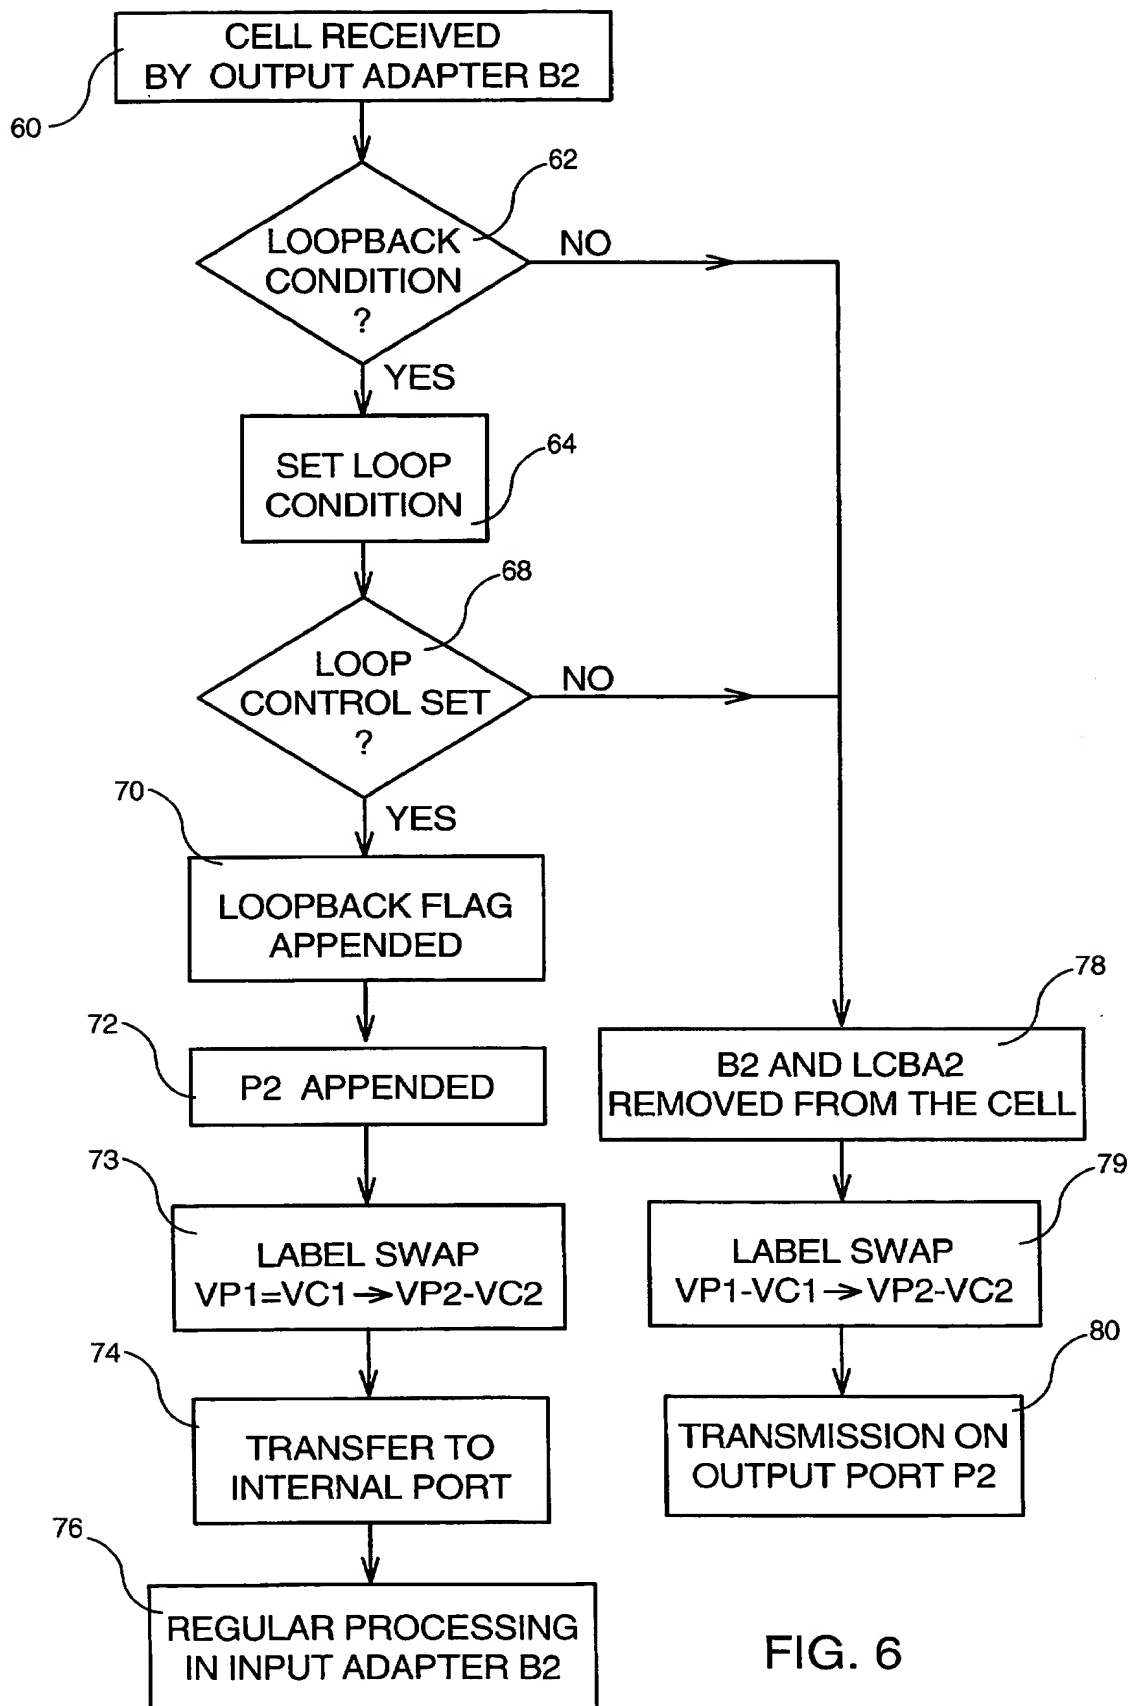 CELL RECEIVED
BY OUTPUT ADAPTER B2
60
62
LOOPBACK
CONDITION
?
NO
YES
64
SET LOOP
CONDITION
68
LOOP
CONTROL SET
?
NO
YES
70
LOOPBACK FLAG
APPENDED
72
P2 APPENDED
78
B2 AND LCBA2
REMOVED FROM THE CELL
73
LABEL SWAP
VP1=VC1→VP2-VC2
79
LABEL SWAP
VP1-VC1→VP2-VC2
74
TRANSFER TO
INTERNAL PORT
80
TRANSMISSION ON
OUTPUT PORT P2
76
REGULAR PROCESSING
IN INPUT ADAPTER B2
FIG. 6